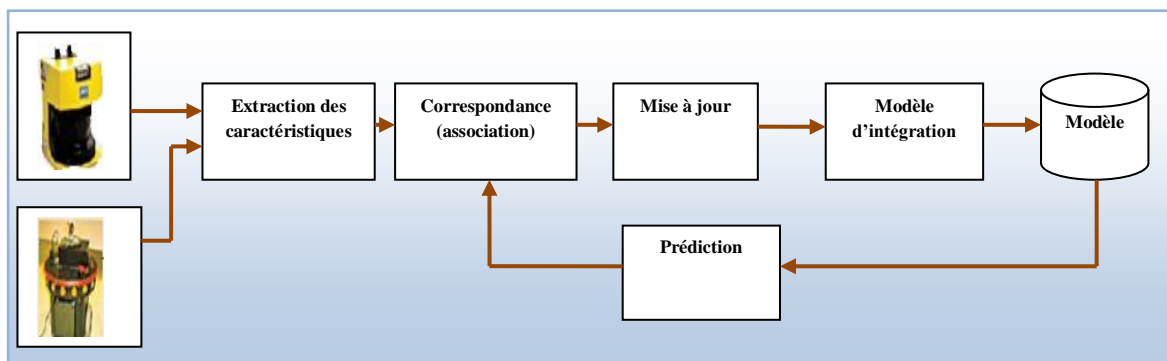 Extraction des
caractéristiques
Correspondance
(association)
Mise à jour
Modèle
d'intégration
Modèle
Prédiction